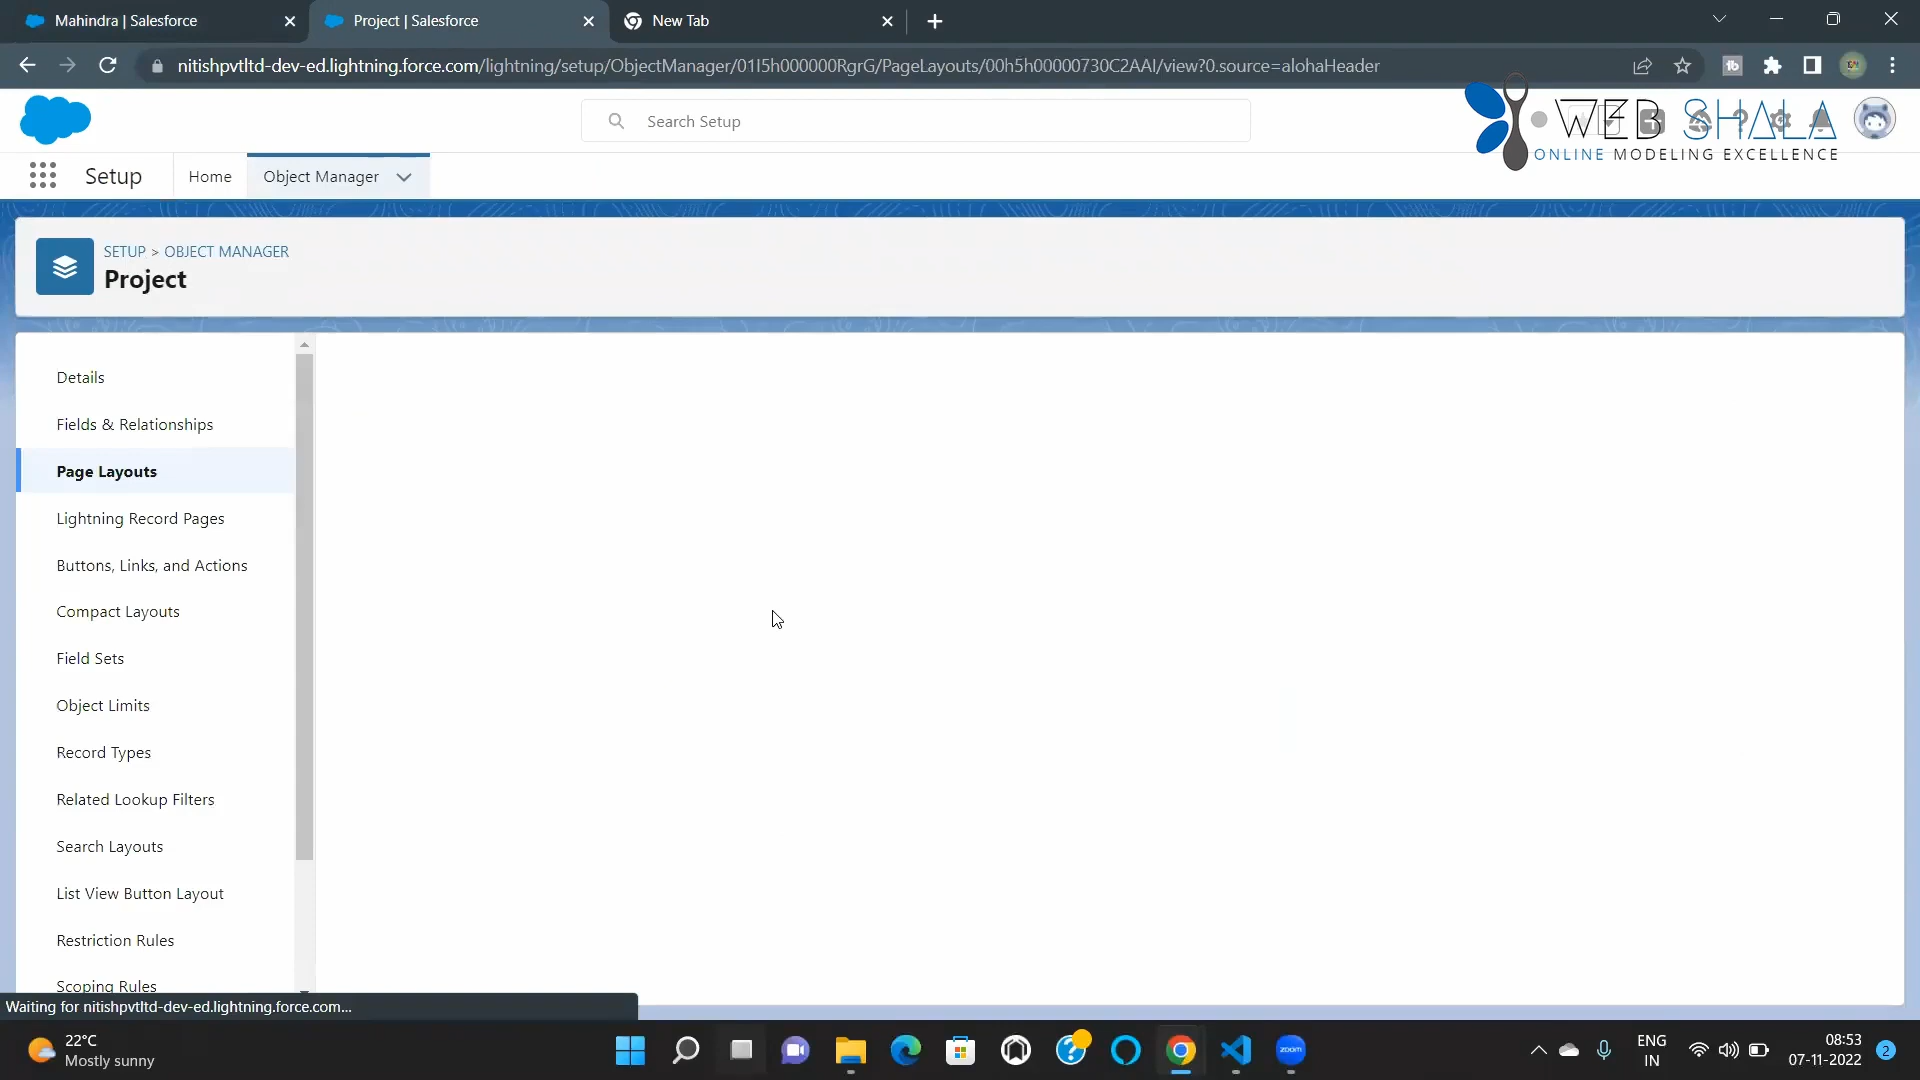 Mahindra | Salesforce
Project | Salesforce
New Tab
nitishpvtltd-dev-ed.lightning.force.com/lightning/setup/ObjectManager/01I5h000000RgrG/PageLayouts/00h5h00000730C2AAI/view?0.source=alohaHeader
Search Setup
WEB SHALA
ONLINE MODELING EXCELLENCE
Setup
Home
Object Manager
SETUP > OBJECT MANAGER
Project
Details
Fields & Relationships
Page Layouts
Lightning Record Pages
Buttons, Links, and Actions
Compact Layouts
Field Sets
Object Limits
Record Types
Related Lookup Filters
Search Layouts
List View Button Layout
Restriction Rules
Scoping Rules
Waiting for nitishpvtltd-dev-ed.lightning.force.com...
22°C
Mostly sunny
zoom
ENG
IN
08:53
07-11-2022
2